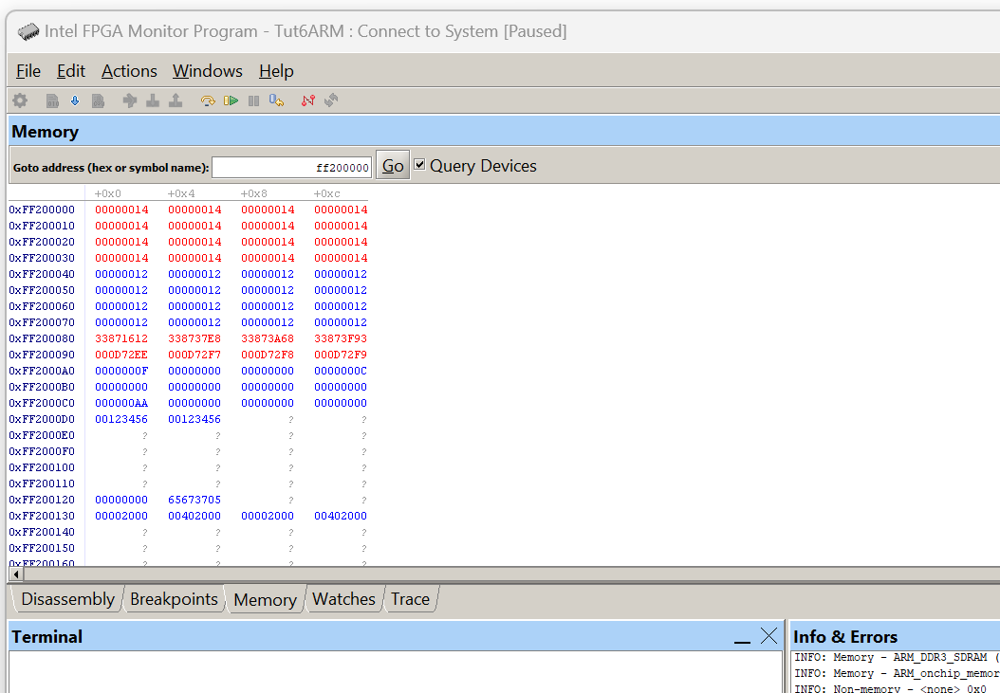 Intel FPGA Monitor Program - Tut6ARM : Connect to System [Paused]
File Edit Actions Windows Help
Memory
Goto address (hex or symbol name): ff200000 Go Query Devices
+0x0 +0x4 +0x8 +0xc
0xFF200000 00000014 00000014 00000014 00000014
0xFF200010 00000014 00000014 00000014 00000014
0xFF200020 00000014 00000014 00000014 00000014
0xFF200030 00000014 00000014 00000014 00000014
0xFF200040 00000012 00000012 00000012 00000012
0xFF200050 00000012 00000012 00000012 00000012
0xFF200060 00000012 00000012 00000012 00000012
0xFF200070 00000012 00000012 00000012 00000012
0xFF200080 33871612 338737E8 33873A68 33873F93
0xFF200090 000D72EE 000D72F7 000D72F8 000D72F9
0xFF2000A0 0000000F 00000000 00000000 0000000C
0xFF2000B0 00000000 00000000 00000000 00000000
0xFF2000C0 000000AA 00000000 00000000 00000000
0xFF2000D0 00123456 00123456 ? ?
0xFF2000E0 ? ? ? ?
0xFF2000F0 ? ? ? ?
0xFF200100 ? ? ? ?
0xFF200110 ? ? ? ?
0xFF200120 00000000 65673705 ? ?
0xFF200130 00002000 00402000 00002000 00402000
0xFF200140 ? ? ? ?
0xFF200150 ? ? ? ?
0xFF200160 ? ? ? ?
Disassembly Breakpoints Memory Watches Trace
Terminal
Info & Errors
INFO: Memory - ARM_DDR3_SDRAM (
INFO: Memory - ARM_onchip_memor
INFO: Non-memory - <none> 0x0